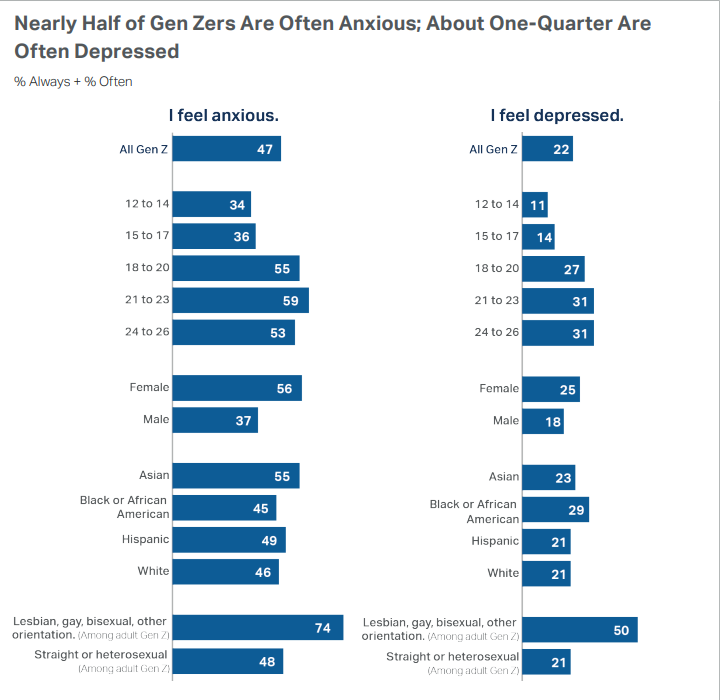 Nearly Half of Gen Zers Are Often Anxious; About One-Quarter Are
Often Depressed
% Always + % Often
I feel anxious.
All Gen Z 47
12 to 14 34
15 to 17 36
18 to 20 55
21 to 23 59
24 to 26 53
Female 56
Male 37
Asian 55
Black or African
American 45
Hispanic 49
White 46
Lesbian, gay, bisexual, other
orientation. (Among adult Gen Z) 74
Straight or heterosexual
(Among adult Gen Z) 48
I feel depressed.
All Gen Z 22
12 to 14 11
15 to 17 14
18 to 20 27
21 to 23 31
24 to 26 31
Female 25
Male 18
Asian 23
Black or African
American 29
Hispanic 21
White 21
Lesbian, gay, bisexual, other
orientation. (Among adult Gen Z) 50
Straight or heterosexual
(Among adult Gen Z) 21